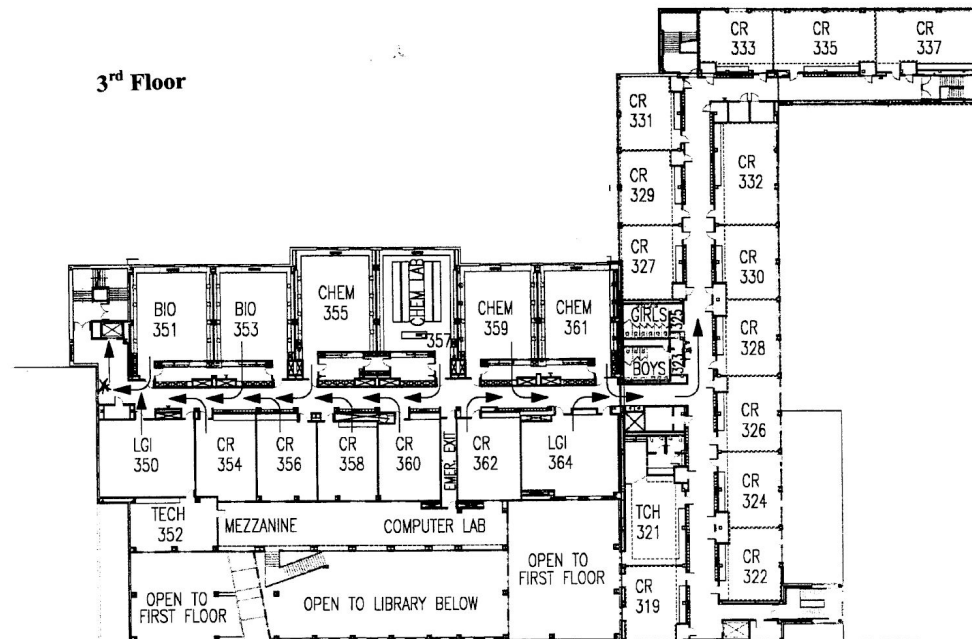 3rd Floor
CR
333
CR
335
CR
337
CR
331
CR
329
CR
327
CR
332
CR
330
CR
328
CR
326
CR
324
CR
322
GIRLS
325
BOYS
323
BIO
351
BIO
353
CHEM
355
CHEM LAB
357
CHEM
359
CHEM
361
LGI
350
CR
354
CR
356
CR
358
CR
360
EMER. EXIT
CR
362
LGI
364
TECH
352
MEZZANINE
COMPUTER LAB
TCH
321
CR
319
OPEN TO
FIRST FLOOR
OPEN TO LIBRARY BELOW
OPEN TO
FIRST FLOOR